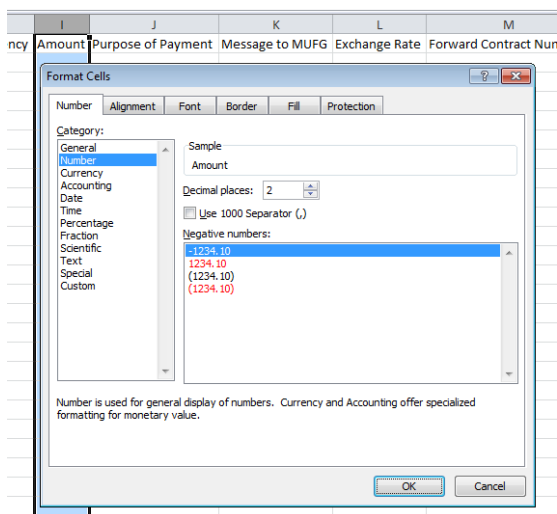 I J K L M
ncy Amount Purpose of Payment Message to MUFG Exchange Rate Forward Contract Num
Format Cells
Number Alignment Font Border Fill Protection
Category:
General
Number
Currency
Accounting
Date
Time
Percentage
Fraction
Scientific
Text
Special
Custom
Sample
Amount
Decimal places: 2
Use 1000 Separator (,)
Negative numbers:
-1234.10
1234.10
(1234.10)
(1234.10)
Number is used for general display of numbers. Currency and Accounting offer specialized
formatting for monetary value.
OK Cancel